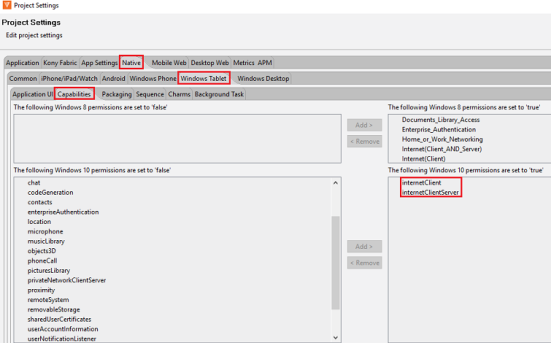 Project Settings
Project Settings
Edit project settings
Application Kony Fabric App Settings Native Mobile Web Desktop Web Metrics APM
Common iPhone/iPad/Watch Android Windows Phone Windows Tablet Windows Desktop
Application UI Capabilities Packaging Sequence Charms Background Task
The following Windows 8 permissions are set to 'false'
Add >
< Remove
The following Windows 8 permissions are set to 'true'
Documents_Library_Access
Enterprise_Authentication
Home_or_Work_Networking
Internet(Client_AND_Server)
Internet(Client)
The following Windows 10 permissions are set to 'false'
chat
codeGeneration
contacts
enterpriseAuthentication
location
microphone
musicLibrary
objects3D
phoneCall
picturesLibrary
privateNetworkClientServer
proximity
remoteSystem
removableStorage
sharedUserCertificates
userAccountInformation
userNotificationListener
Add >
< Remove
The following Windows 10 permissions are set to 'true'
internetClient
internetClientServer